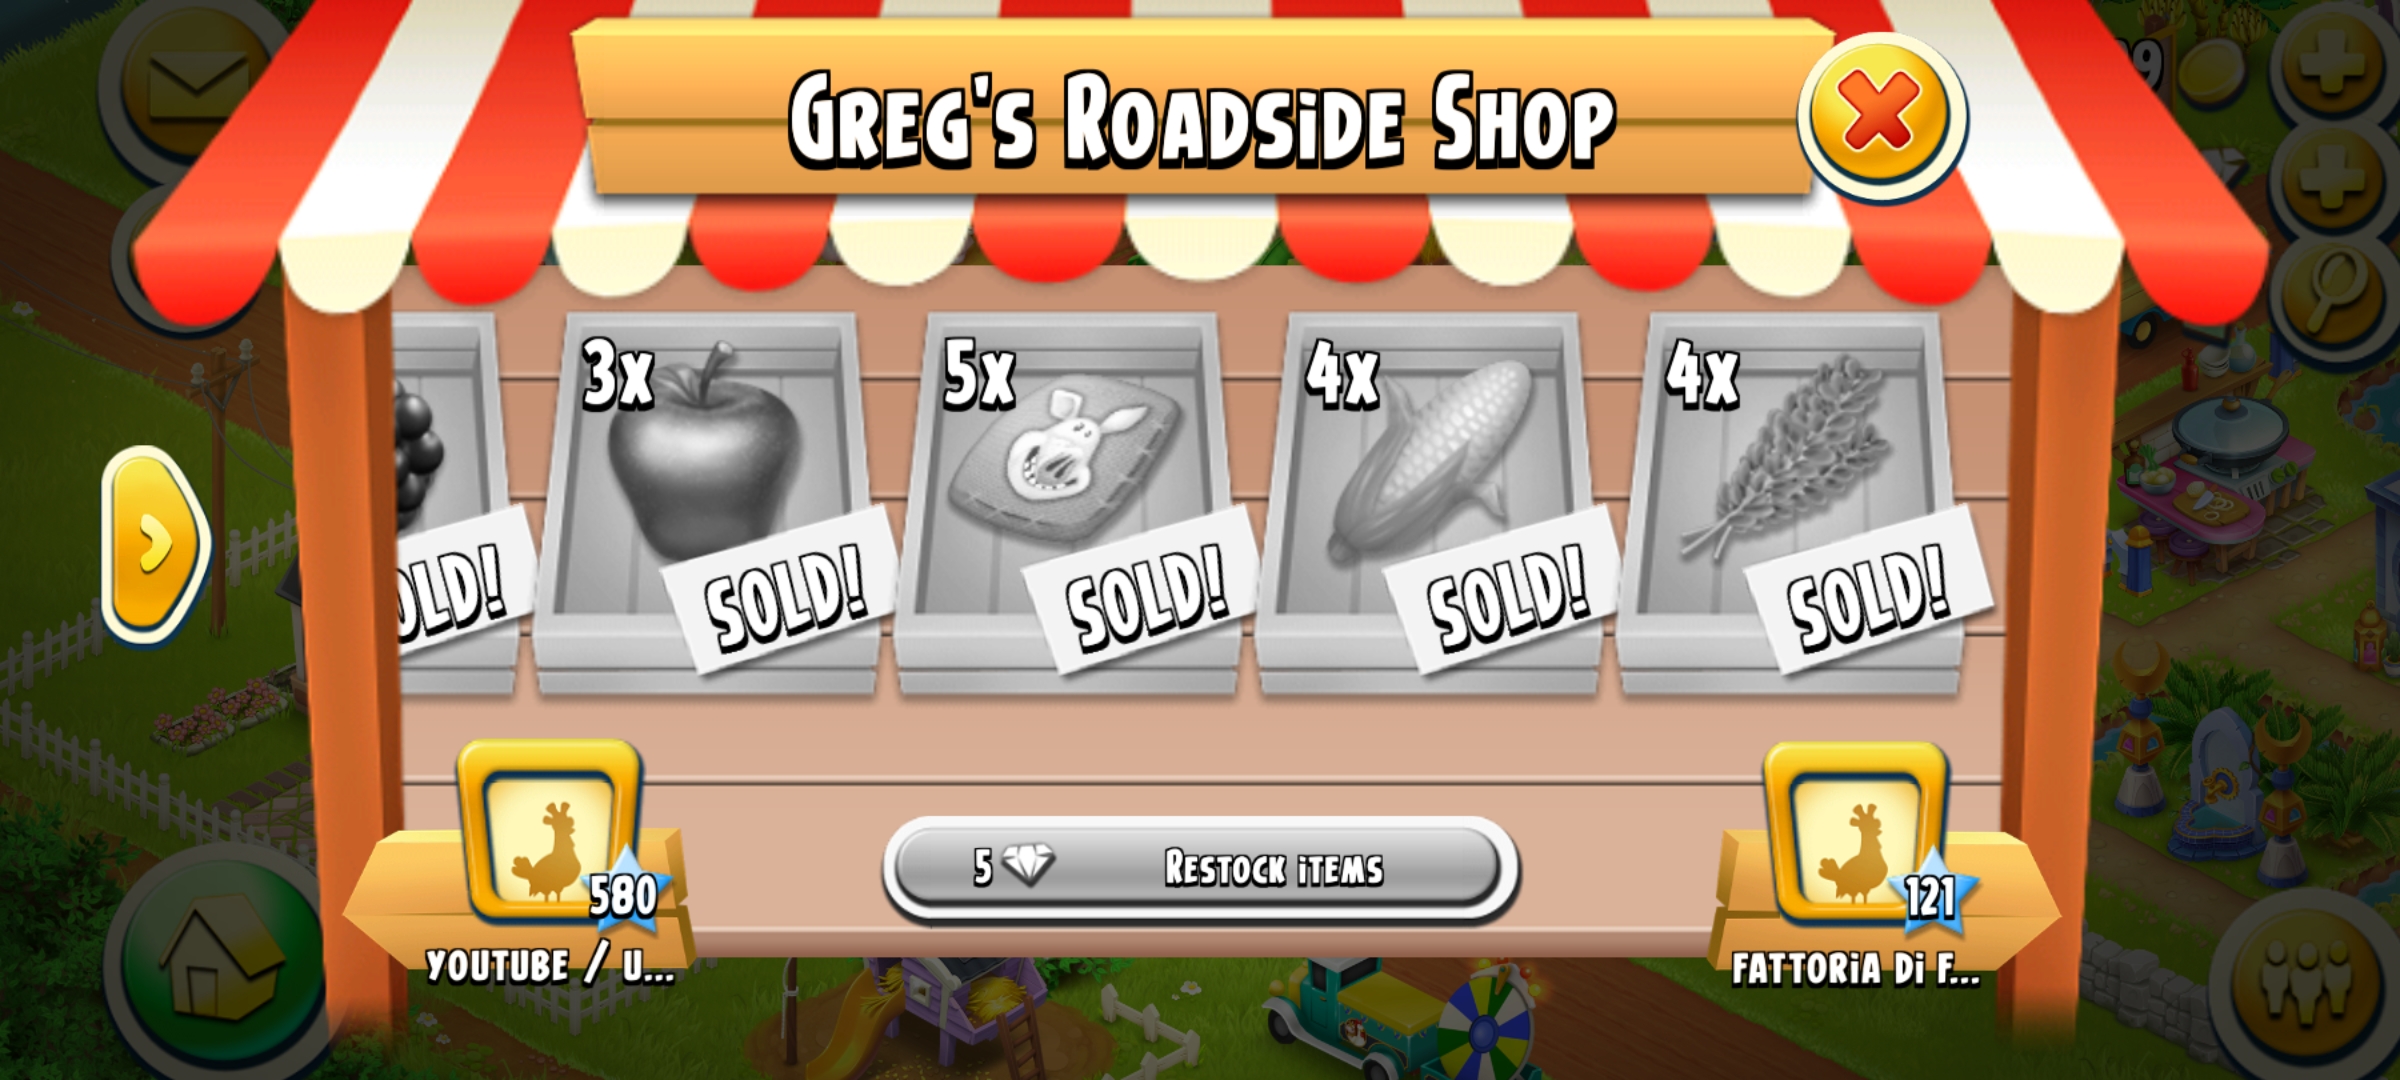 Greg's Roadside Shop
3x
5x
4x
4x
SOLD!
SOLD!
SOLD!
SOLD!
5
Restock items
580
121
YOUTUBE / U...
FATTORIA Di F...